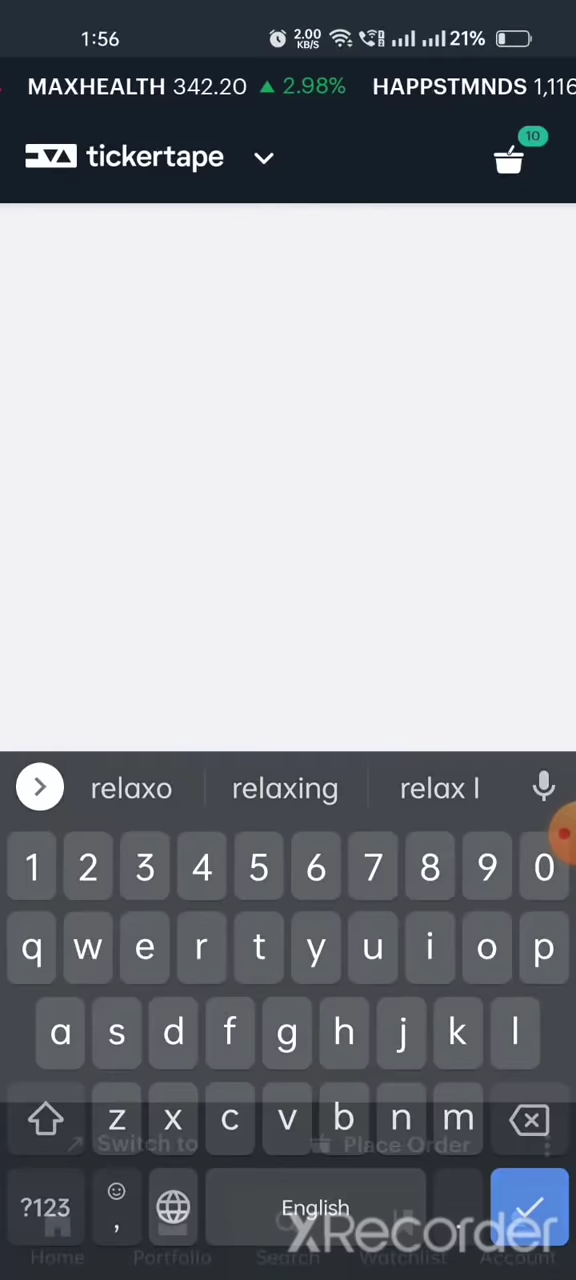 1:56 2.00 KB/S 21%
MAXHEALTH 342.20 ▲ 2.98% HAPPSTMNDS 1,116
tickertape 10
relaxo relaxing relax l
1 2 3 4 5 6 7 8 9 0
q w e r t y u i o p
a s d f g h j k l
z x c v b n m
Switch to Place Order
?123 , English .
XRecorder
Home Portfolio Search Watchlist Account